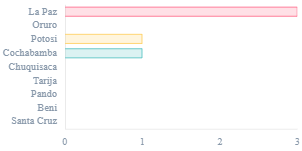 La Paz
Oruro
Potosi
Cochabamba
Chuquisaca
Tarija
Pando
Beni
Santa Cruz
0 1 2 3